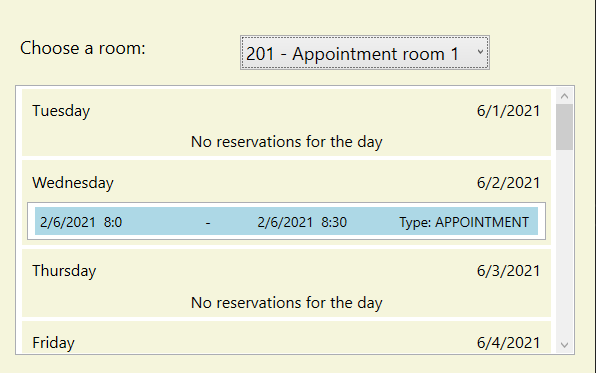 Choose a room: 201 - Appointment room 1
Tuesday 6/1/2021
No reservations for the day
Wednesday 6/2/2021
2/6/2021 8:0 - 2/6/2021 8:30 Type: APPOINTMENT
Thursday 6/3/2021
No reservations for the day
Friday 6/4/2021